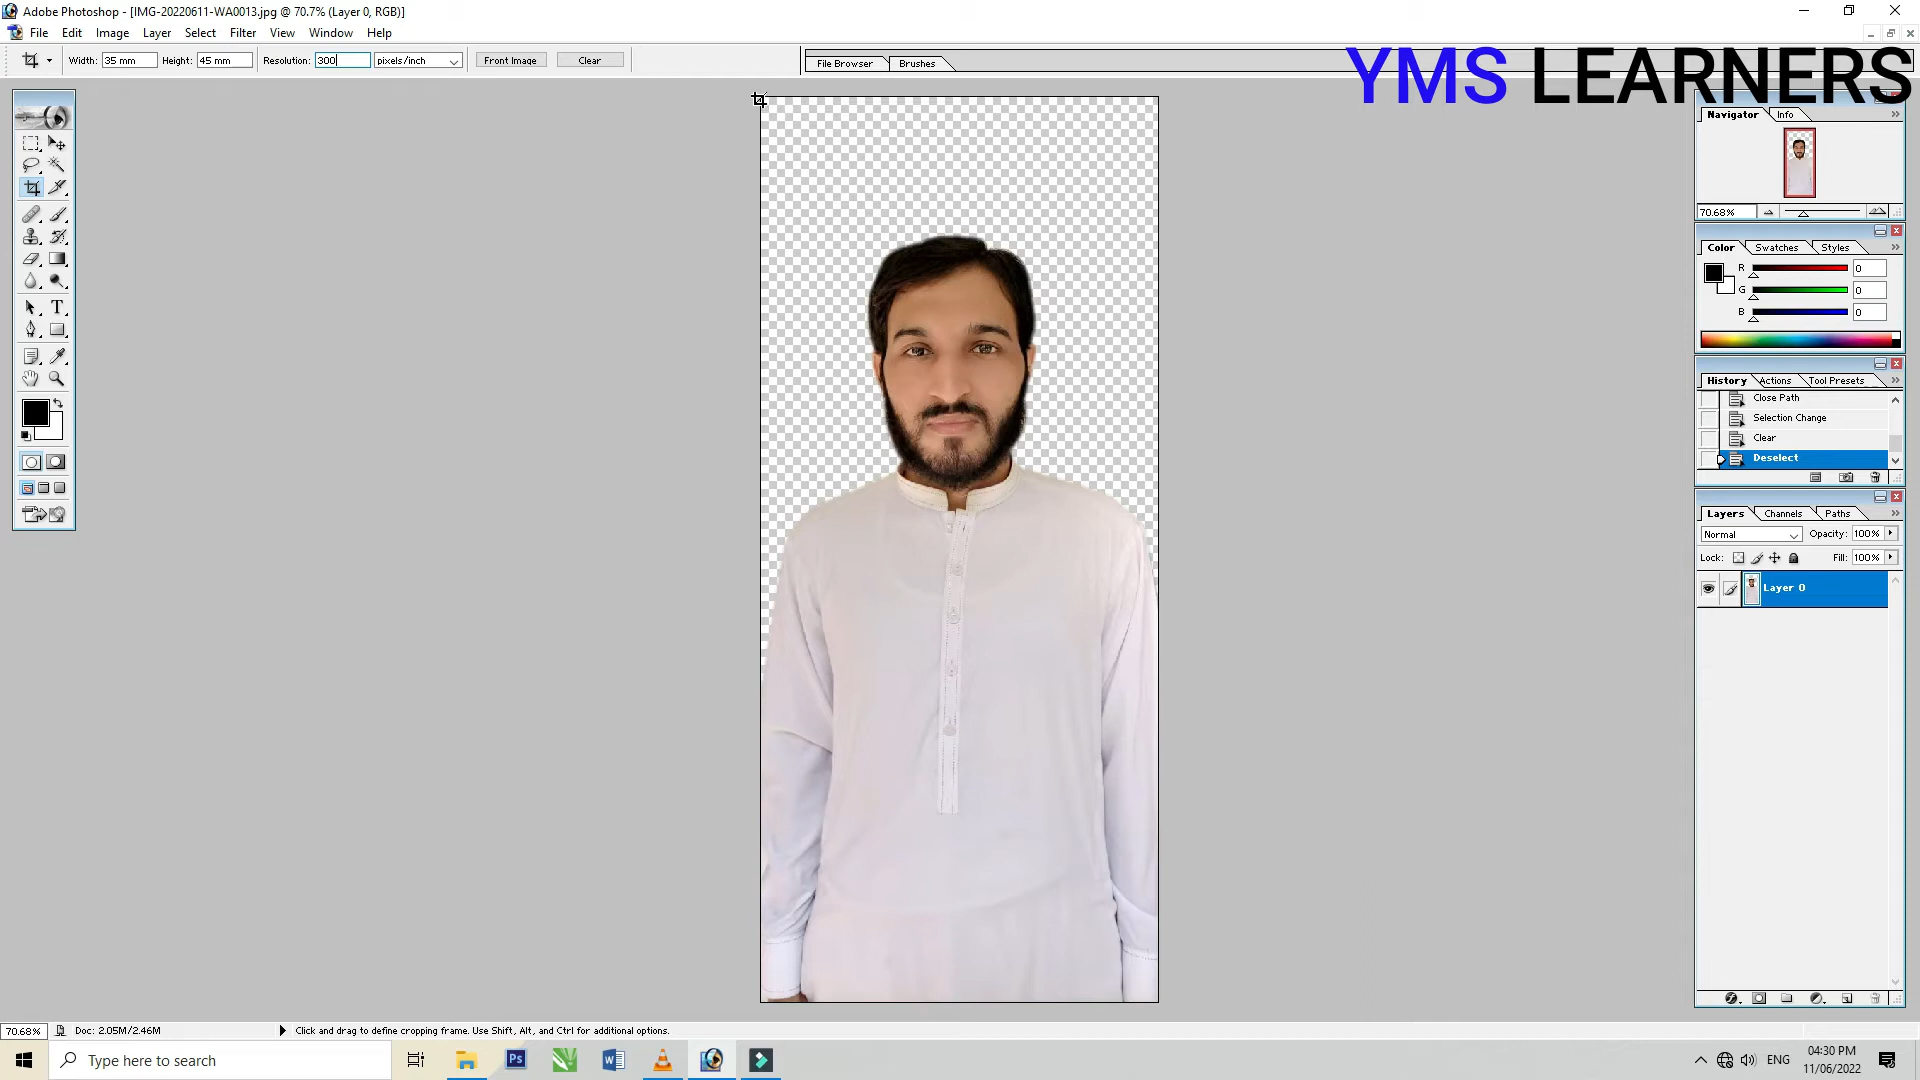 Adobe Photoshop - [IMG-20220611-WA0013.jpg @ 70.7% (Layer 0, RGB)]
File Edit Image Layer Select Filter View Window Help
Width: 35 mm Height: 45 mm Resolution: 300 pixels/inch Front Image Clear File Browser Brushes
YMS LEARNERS
Navigator Info
70.68%
Color Swatches Styles
R 0
G 0
B 0
History Actions Tool Presets
Close Path
Selection Change
Clear
Deselect
Layers Channels Paths
Normal Opacity: 100%
Lock: Fill: 100%
Layer 0
70.68% Doc: 2.05M/2.46M Click and drag to define cropping frame. Use Shift, Alt, and Ctrl for additional options.
Type here to search
Ps
W
ENG
04:30 PM
11/06/2022